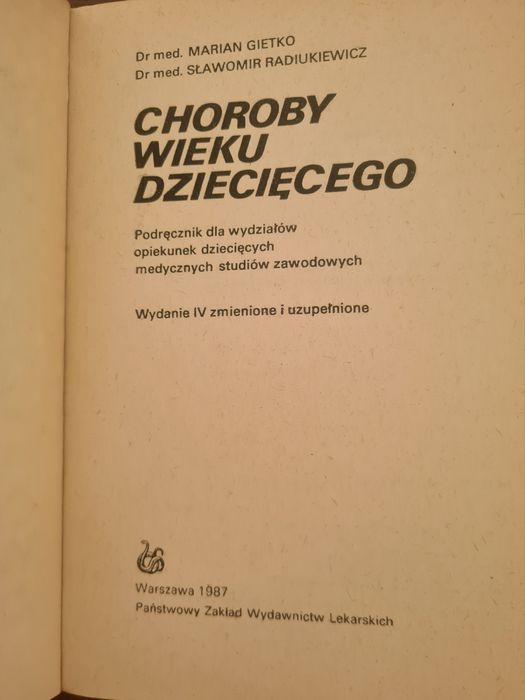 Dr med. MARIAN GIETKO
Dr med. SŁAWOMIR RADIUKIEWICZ
CHOROBY
WIEKU
DZIECIĘCEGO
Podręcznik dla wydziałów
opiekunek dziecięcych
medycznych studiów zawodowych
Wydanie IV zmienione i uzupełnione
Warszawa 1987
Państwowy Zakład Wydawnictw Lekarskich